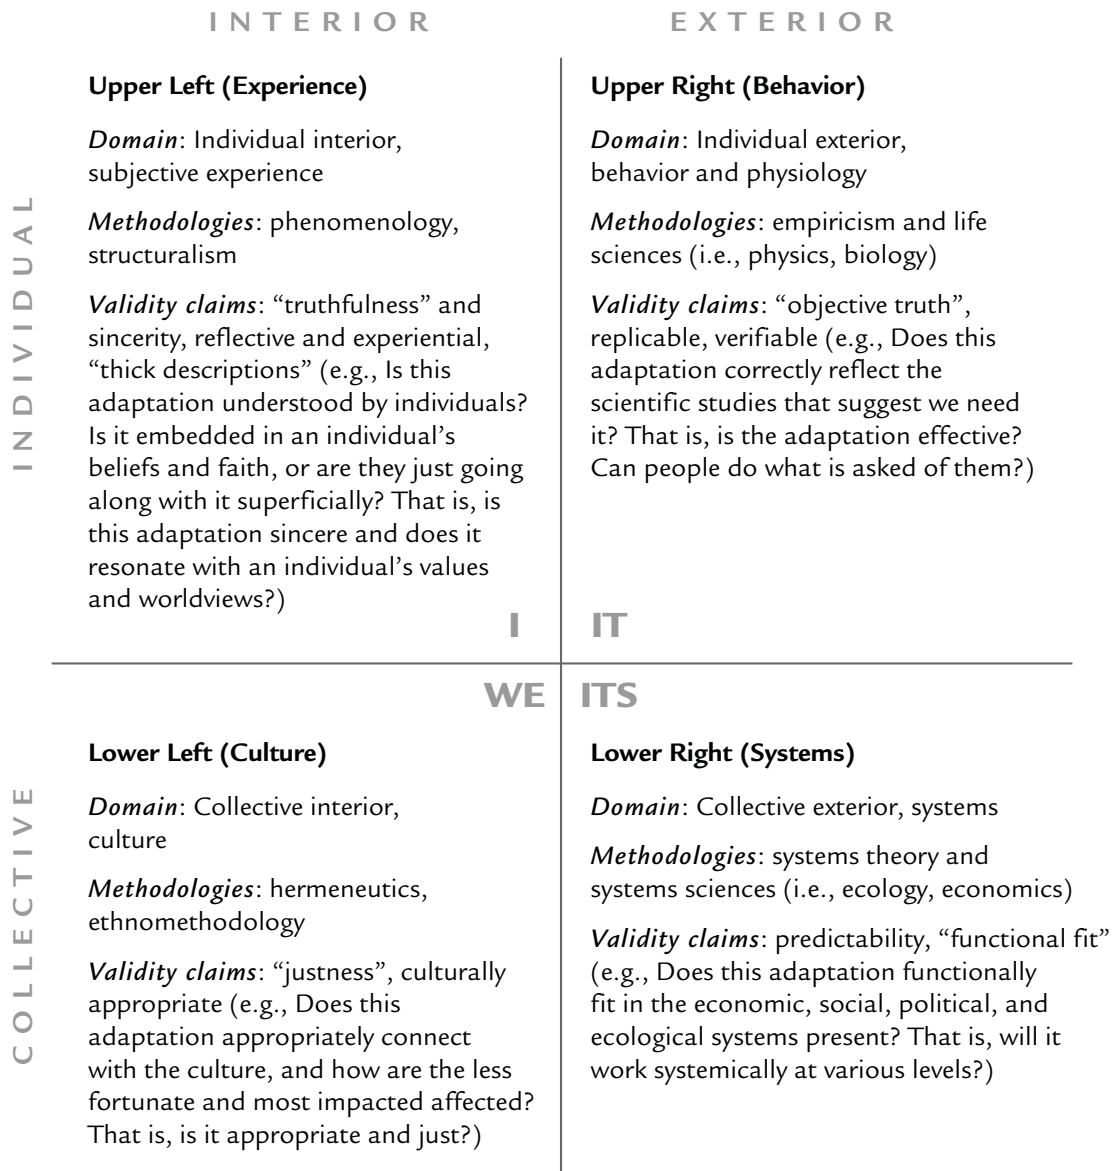 INTERIOR
EXTERIOR
INDIVIDUAL
Upper Left (Experience)
Domain: Individual interior,
subjective experience
Methodologies: phenomenology,
structuralism
Validity claims: “truthfulness” and
sincerity, reflective and experiential,
“thick descriptions” (e.g., Is this
adaptation understood by individuals?
Is it embedded in an individual’s
beliefs and faith, or are they just going
along with it superficially? That is, is
this adaptation sincere and does it
resonate with an individual’s values
and worldviews?)
I
Upper Right (Behavior)
Domain: Individual exterior,
behavior and physiology
Methodologies: empiricism and life
sciences (i.e., physics, biology)
Validity claims: “objective truth”,
replicable, verifiable (e.g., Does this
adaptation correctly reflect the
scientific studies that suggest we need
it? That is, is the adaptation effective?
Can people do what is asked of them?)
IT
COLLECTIVE
WE
Lower Left (Culture)
Domain: Collective interior,
culture
Methodologies: hermeneutics,
ethnomethodology
Validity claims: “justness”, culturally
appropriate (e.g., Does this
adaptation appropriately connect
with the culture, and how are the less
fortunate and most impacted affected?
That is, is it appropriate and just?)
ITS
Lower Right (Systems)
Domain: Collective exterior, systems
Methodologies: systems theory and
systems sciences (i.e., ecology, economics)
Validity claims: predictability, “functional fit”
(e.g., Does this adaptation functionally
fit in the economic, social, political, and
ecological systems present? That is, will it
work systemically at various levels?)